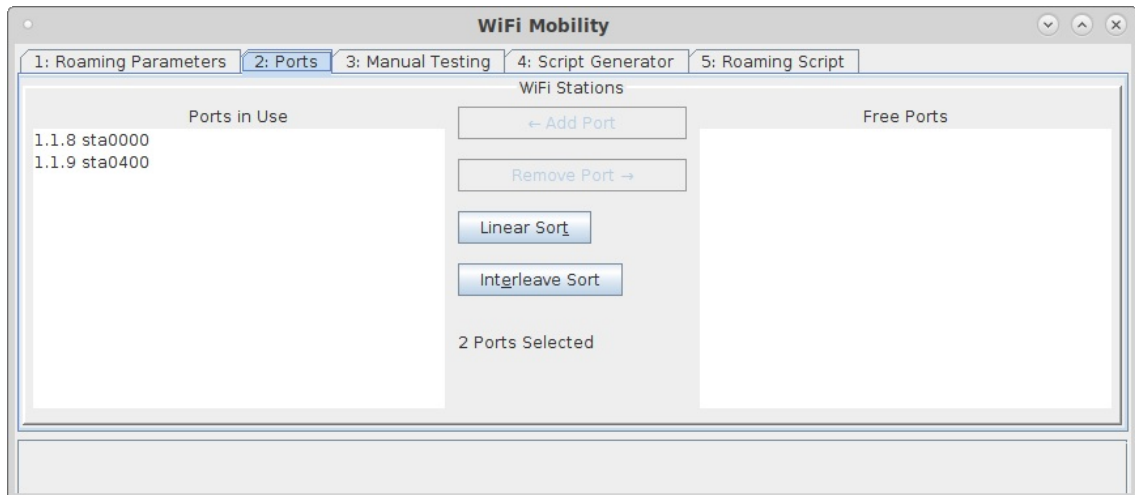 WiFi Mobility
1: Roaming Parameters 2: Ports 3: Manual Testing 4: Script Generator 5: Roaming Script
WiFi Stations
Ports in Use
1.1.8 sta0000
1.1.9 sta0400
← Add Port
Remove Port →
Linear Sort
Interleave Sort
2 Ports Selected
Free Ports